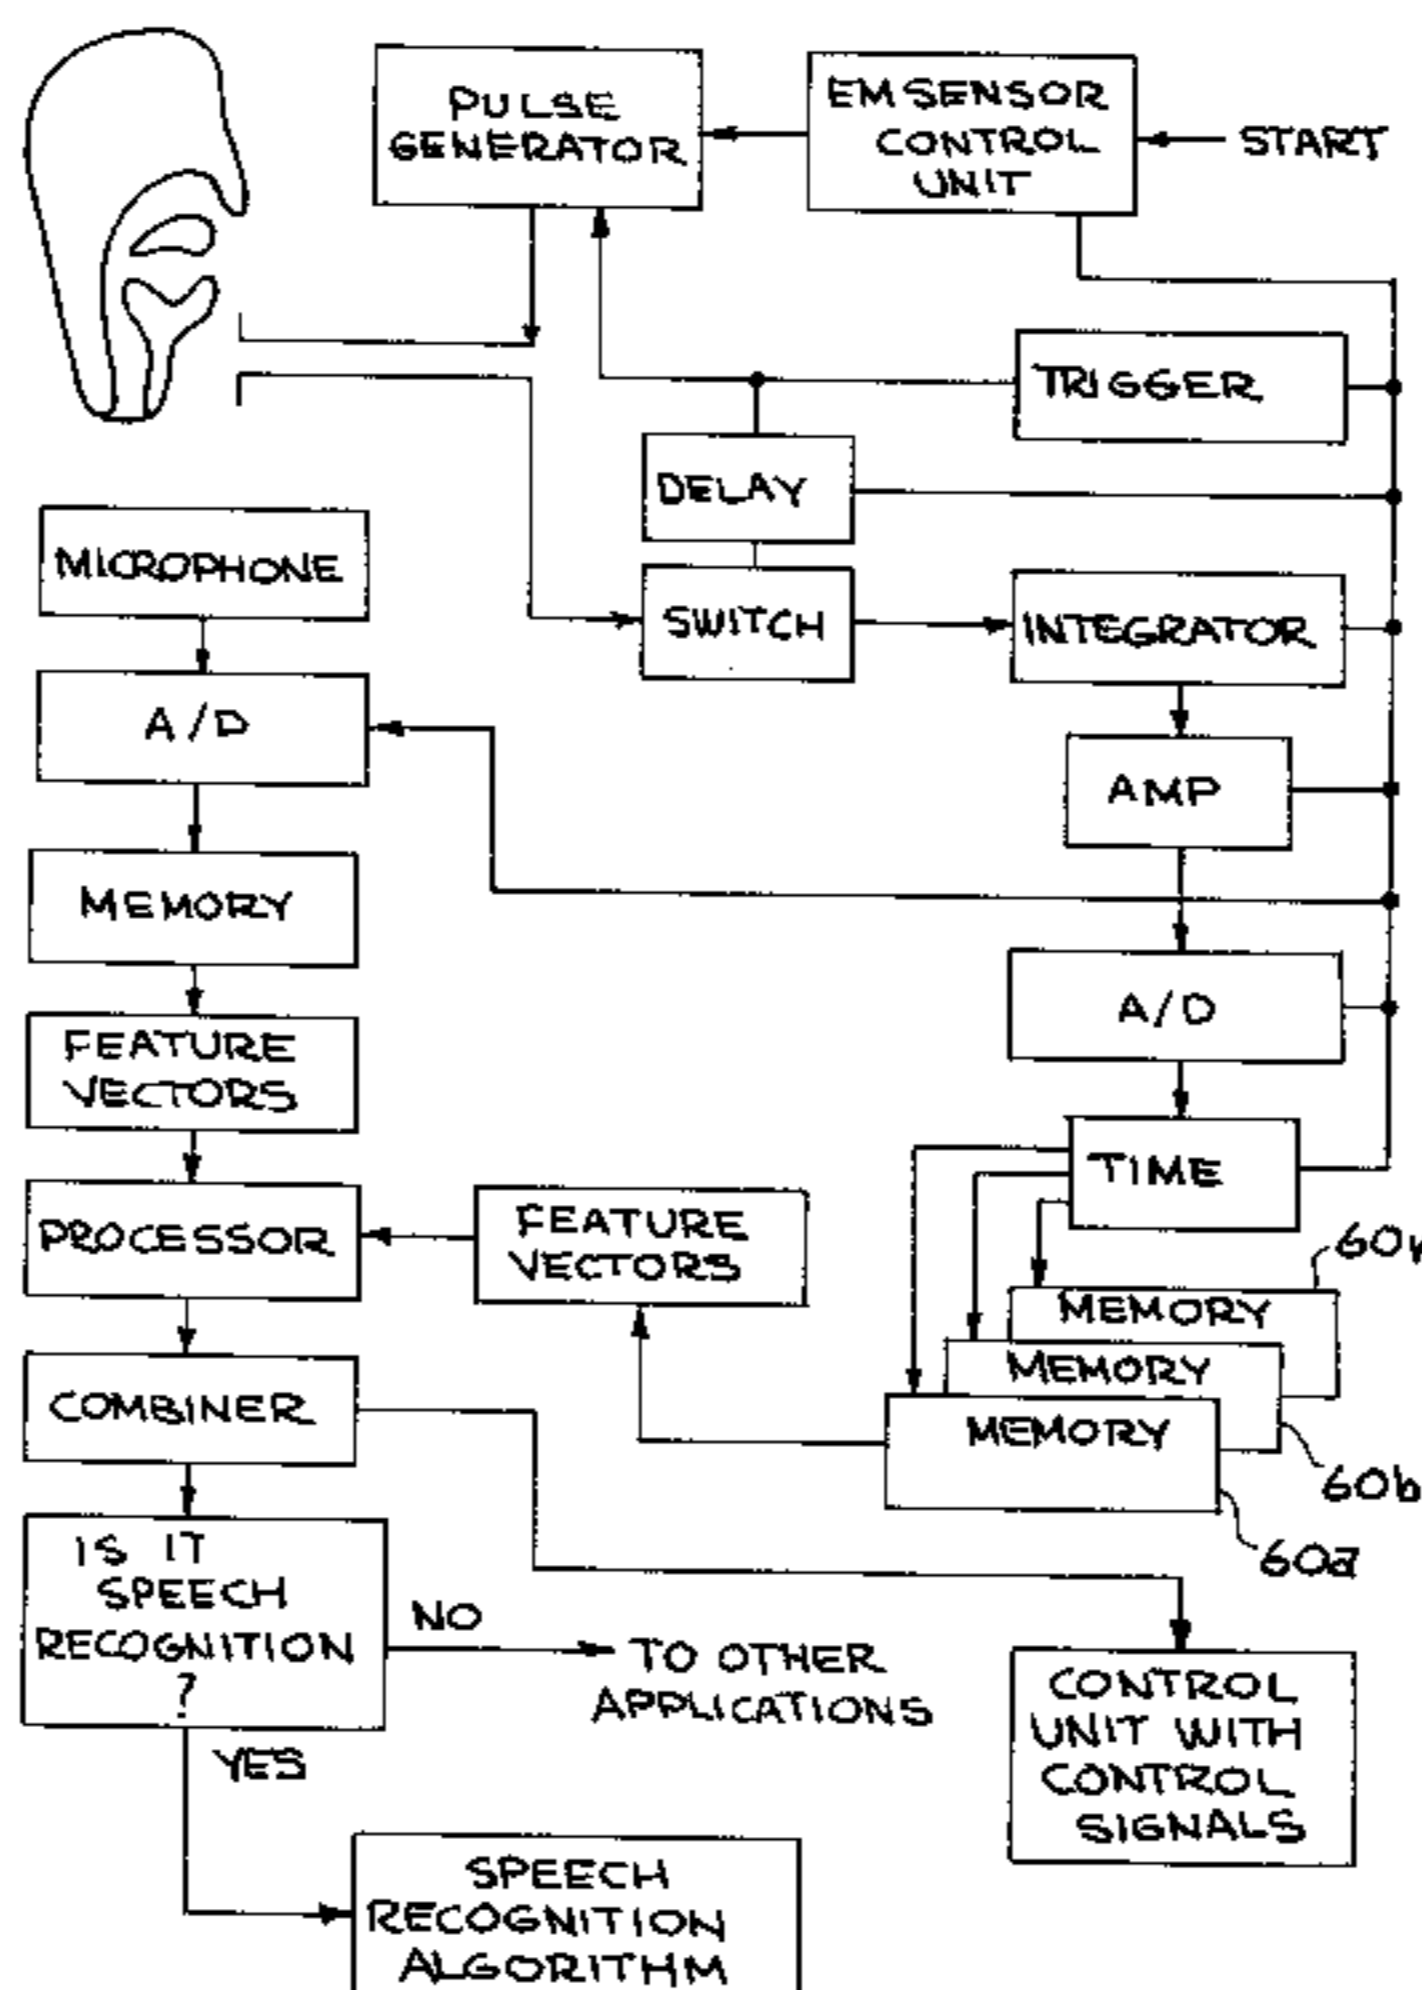 PULSE
GENERATOR
EM SENSOR
CONTROL
UNIT
START
TRIGGER
DELAY
MICROPHONE
SWITCH
INTEGRATOR
A/D
AMP
MEMORY
A/D
FEATURE
VECTORS
TIME
PROCESSOR
FEATURE
VECTORS
MEMORY
MEMORY
MEMORY
60b
60a
COMBINER
IS IT
SPEECH
RECOGNITION
?
NO
YES
TO OTHER
APPLICATIONS
CONTROL
UNIT WITH
CONTROL
SIGNALS
SPEECH
RECOGNITION
ALGORITHM